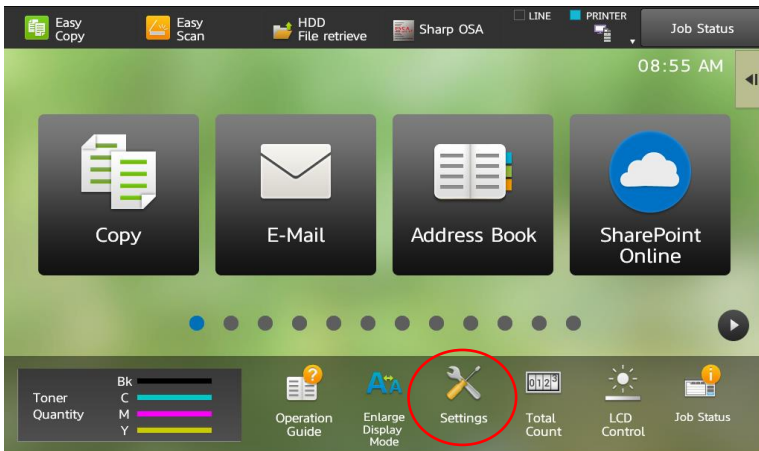 Easy
Copy
Easy
Scan
HDD
File retrieve
Sharp OSA
LINE
PRINTER
Job Status
08:55 AM
Copy
E-Mail
Address Book
SharePoint
Online
Toner
Quantity
Bk
C
M
Y
Operation
Guide
Enlarge
Display
Mode
Settings
0123
Total
Count
LCD
Control
Job Status